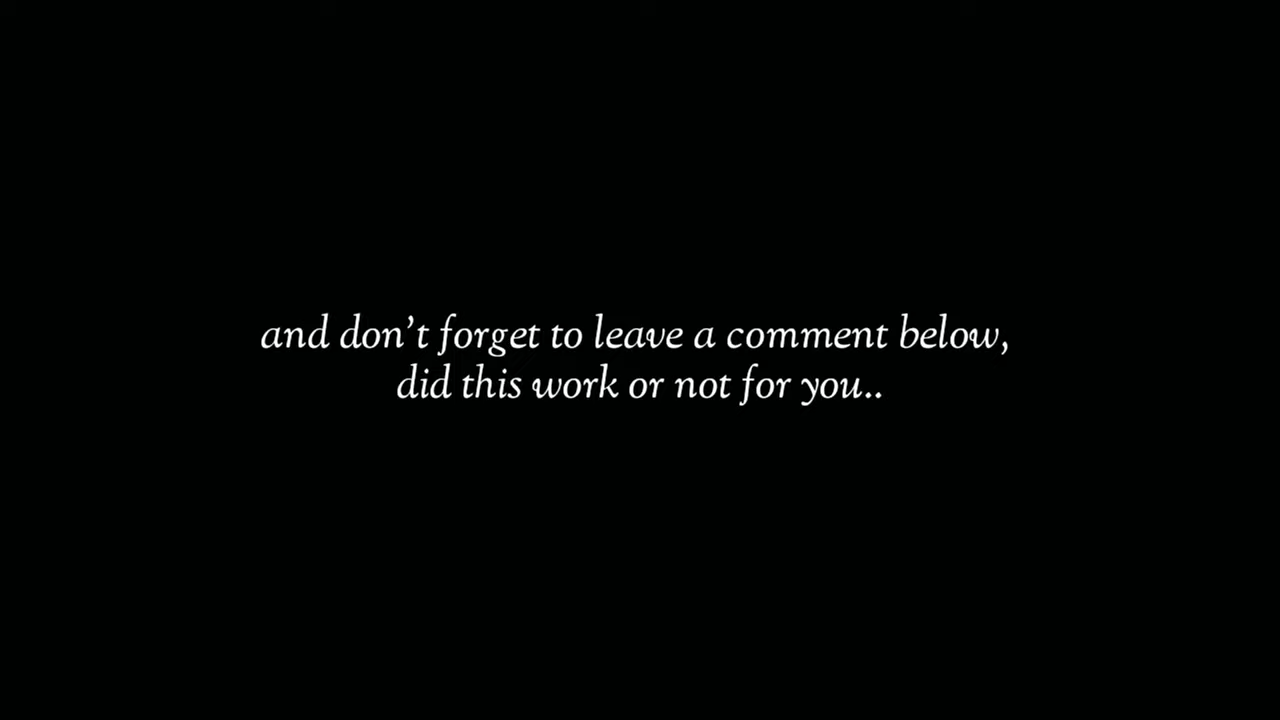 and don't forget to leave a comment below,
did this work or not for you..